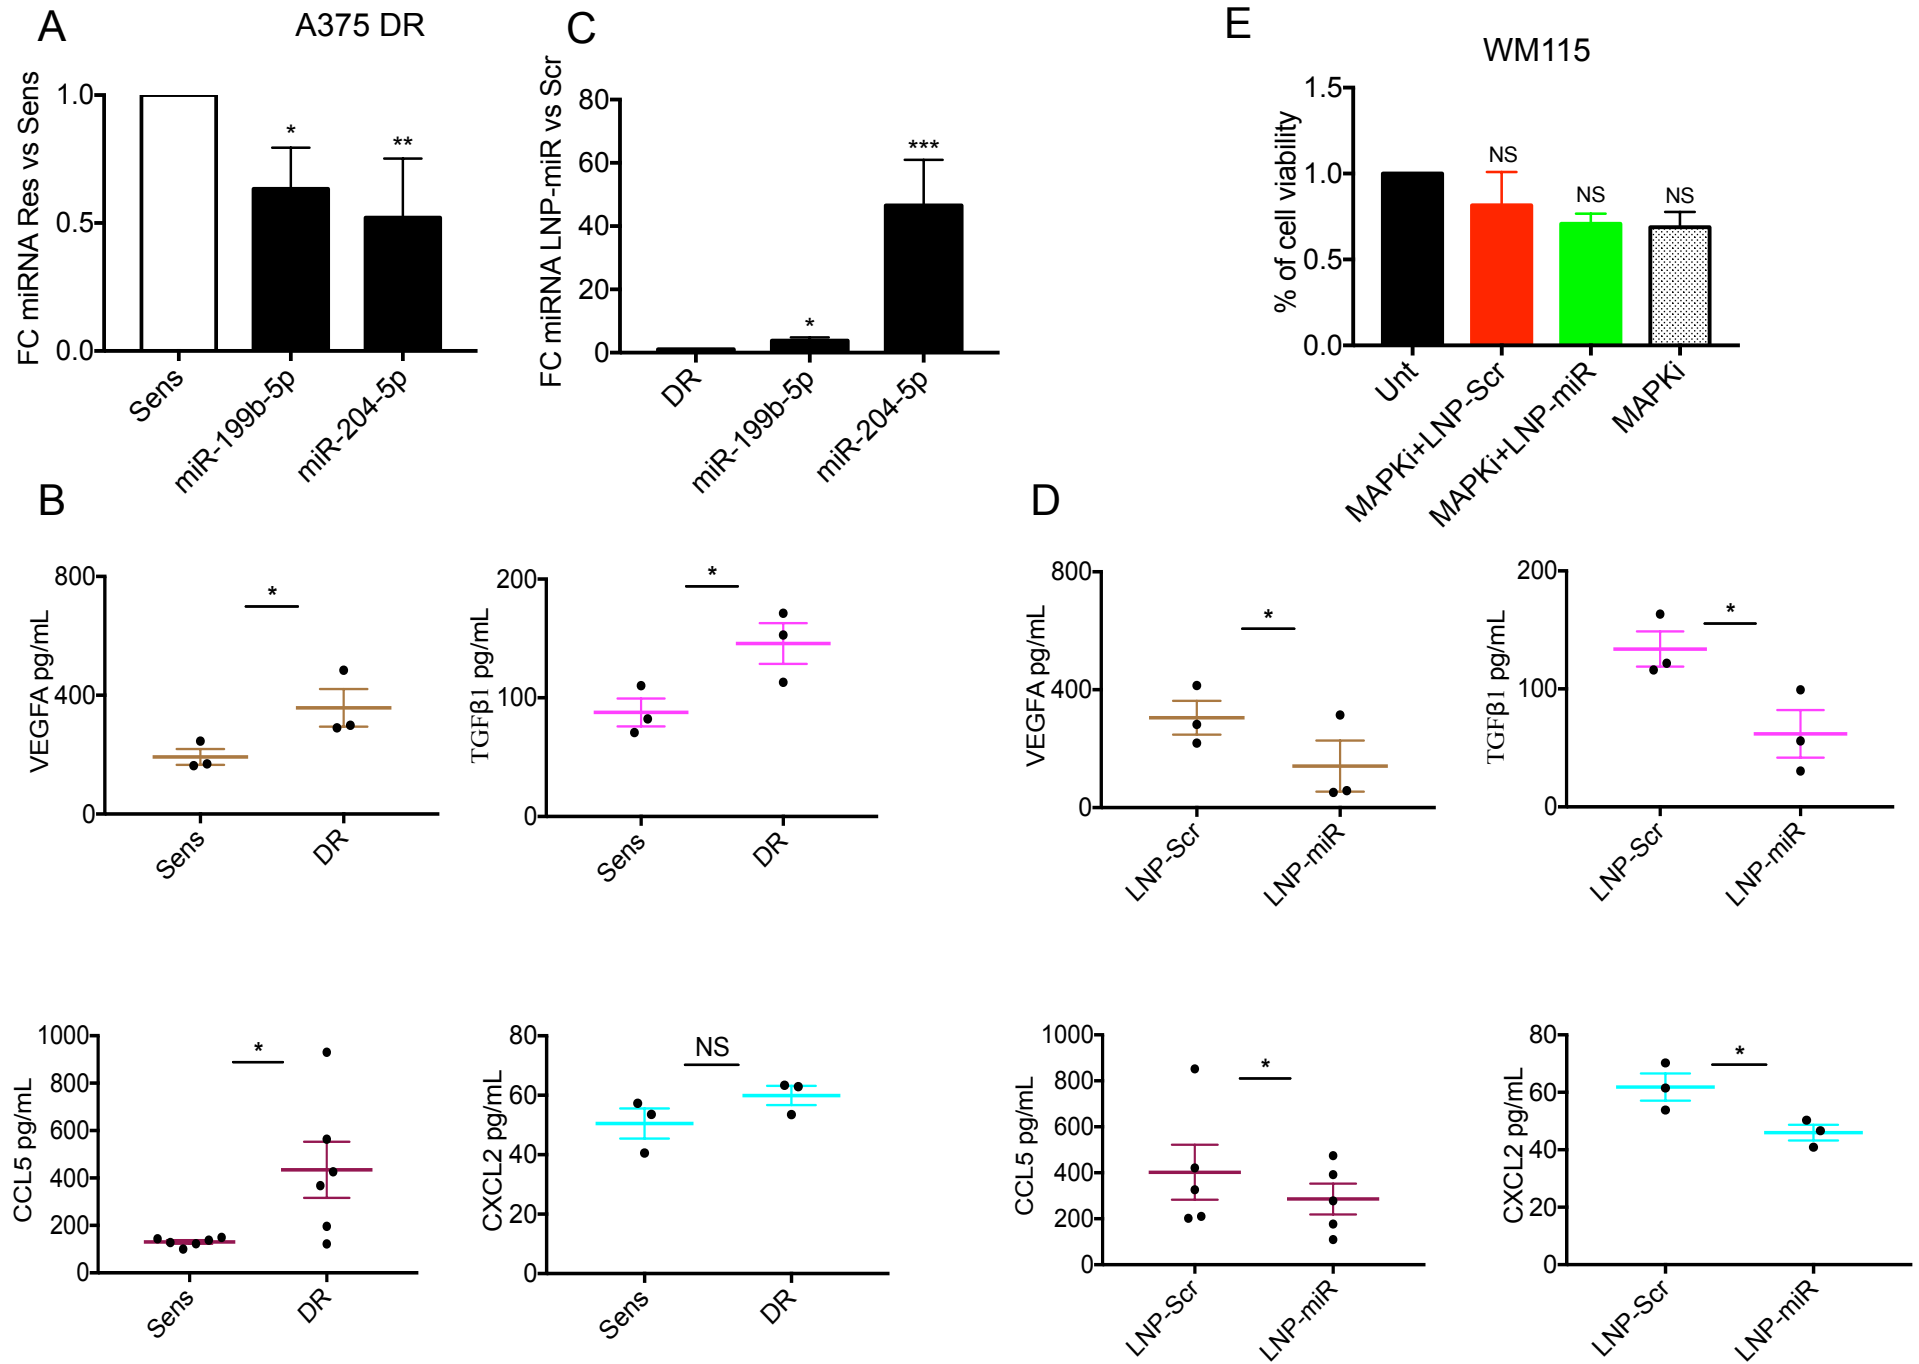 A
A375 DR
FC miRNA Res vs Sens
1.0
0.5
0.0
*
**
Sens
miR-199b-5p
miR-204-5p
C
FC miRNA LNP-miR vs Scr
80
60
40
20
0
*
***
DR
miR-199b-5p
miR-204-5p
E
WM115
% of cell viability
1.5
1.0
0.5
0.0
NS
NS
NS
Unt
MAPKi+LNP-Scr
MAPKi+LNP-miR
MAPKi
B
VEGFA pg/mL
800
400
0
*
Sens
DR
TGFβ1 pg/mL
200
100
0
*
Sens
DR
CCL5 pg/mL
1000
800
600
400
200
0
*
Sens
DR
CXCL2 pg/mL
80
60
40
20
0
NS
Sens
DR
D
VEGFA pg/mL
800
400
0
*
LNP-Scr
LNP-miR
TGFβ1 pg/mL
200
100
0
*
LNP-Scr
LNP-miR
CCL5 pg/mL
1000
800
600
400
200
0
*
LNP-Scr
LNP-miR
CXCL2 pg/mL
80
60
40
20
0
*
LNP-Scr
LNP-miR